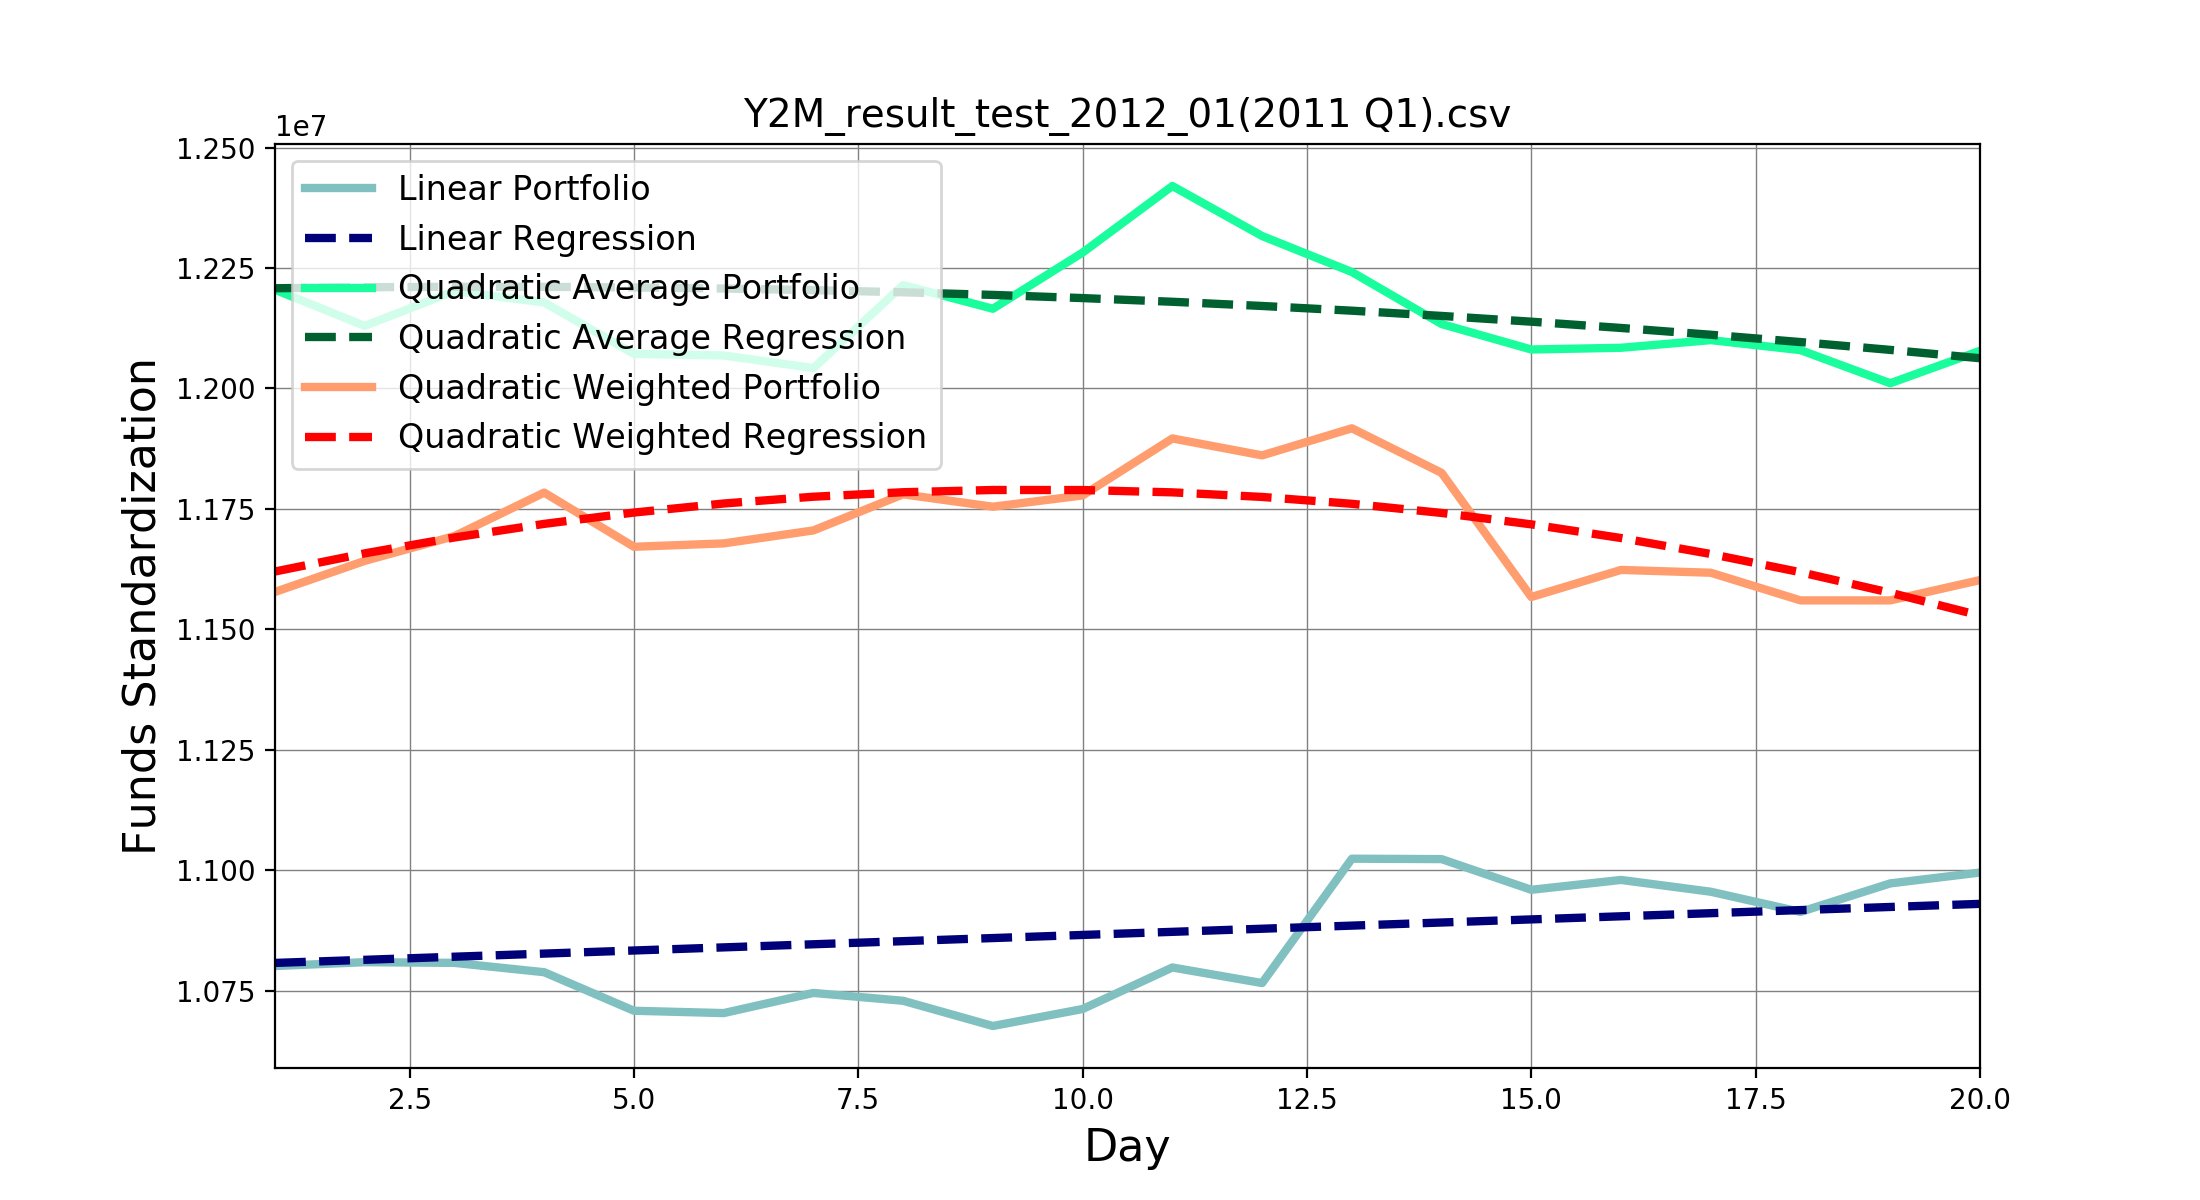 Y2M_result_test_2012_01(2011 Q1).csv
1e7
1.250
1.225
1.200
1.175
1.150
1.125
1.100
1.075
Funds Standardization
Linear Portfolio
Linear Regression
Quadratic Average Portfolio
Quadratic Average Regression
Quadratic Weighted Portfolio
Quadratic Weighted Regression
2.5 5.0 7.5 10.0 12.5 15.0 17.5 20.0
Day